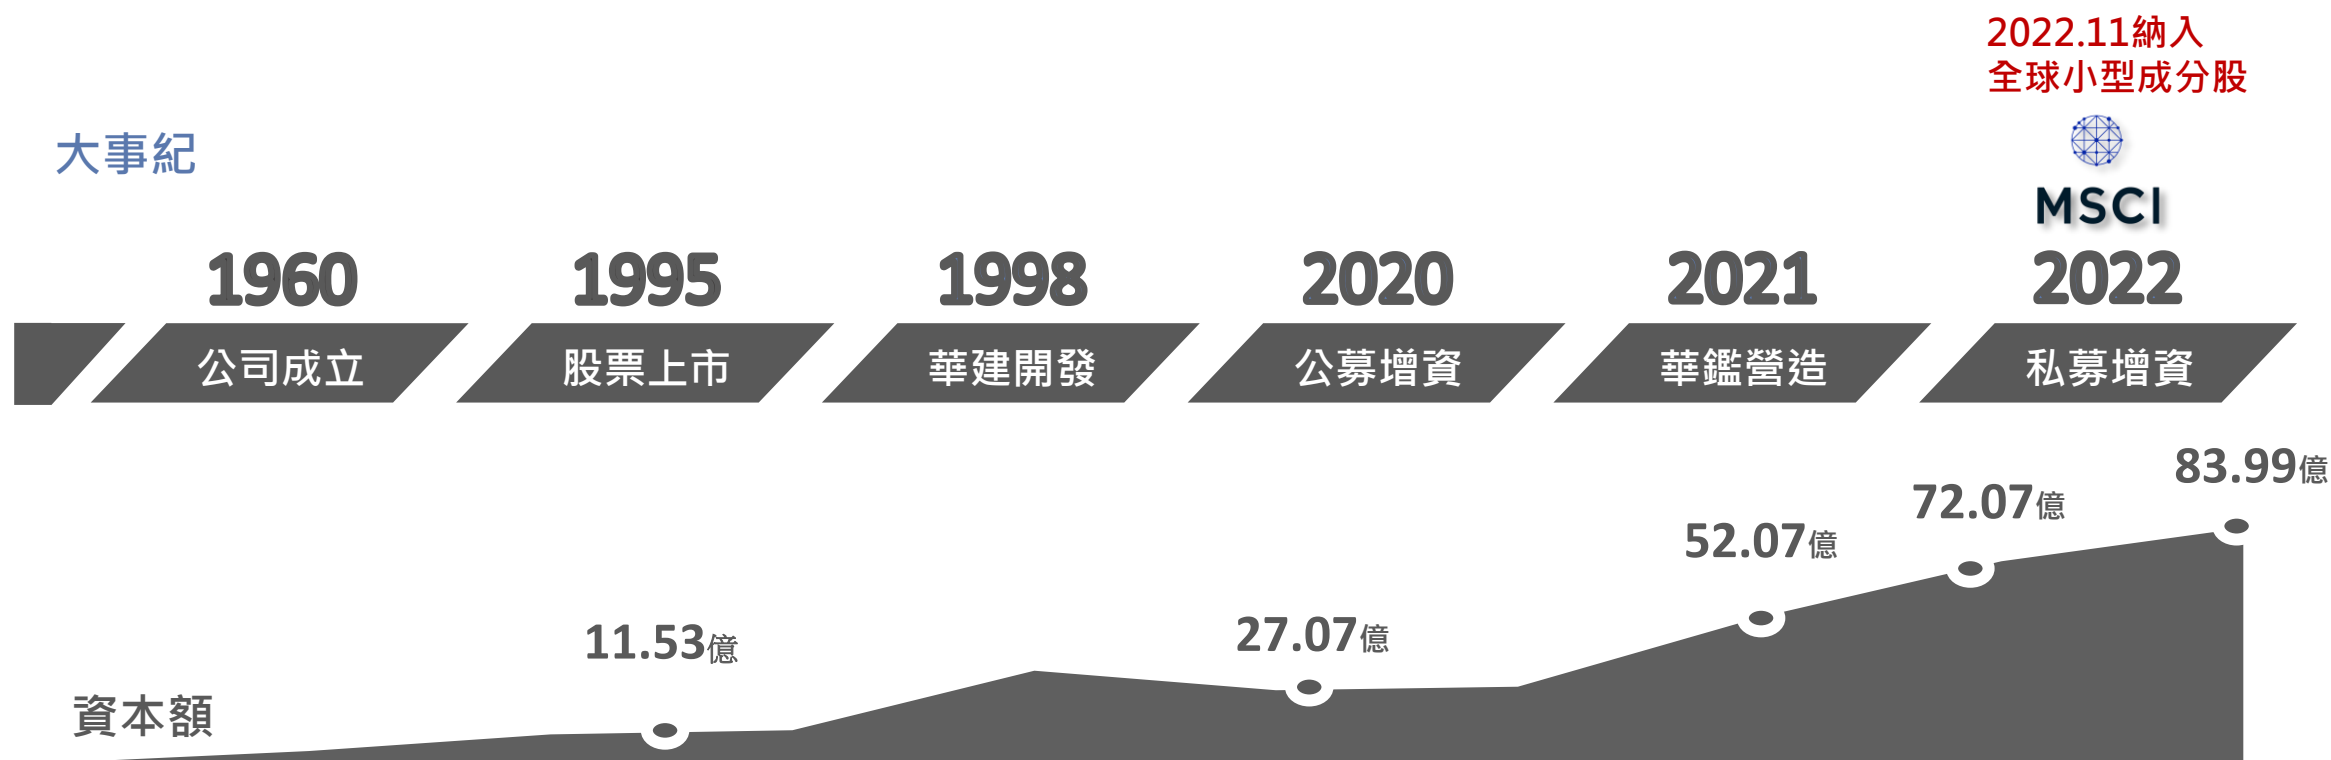 2022.11納入
全球小型成分股
大事紀
MSCI
1960
1995
1998
2020
2021
2022
公司成立
股票上市
華建開發
公募增資
華鑑營造
私募增資
83.99億
72.07億
52.07億
27.07億
11.53億
資本額